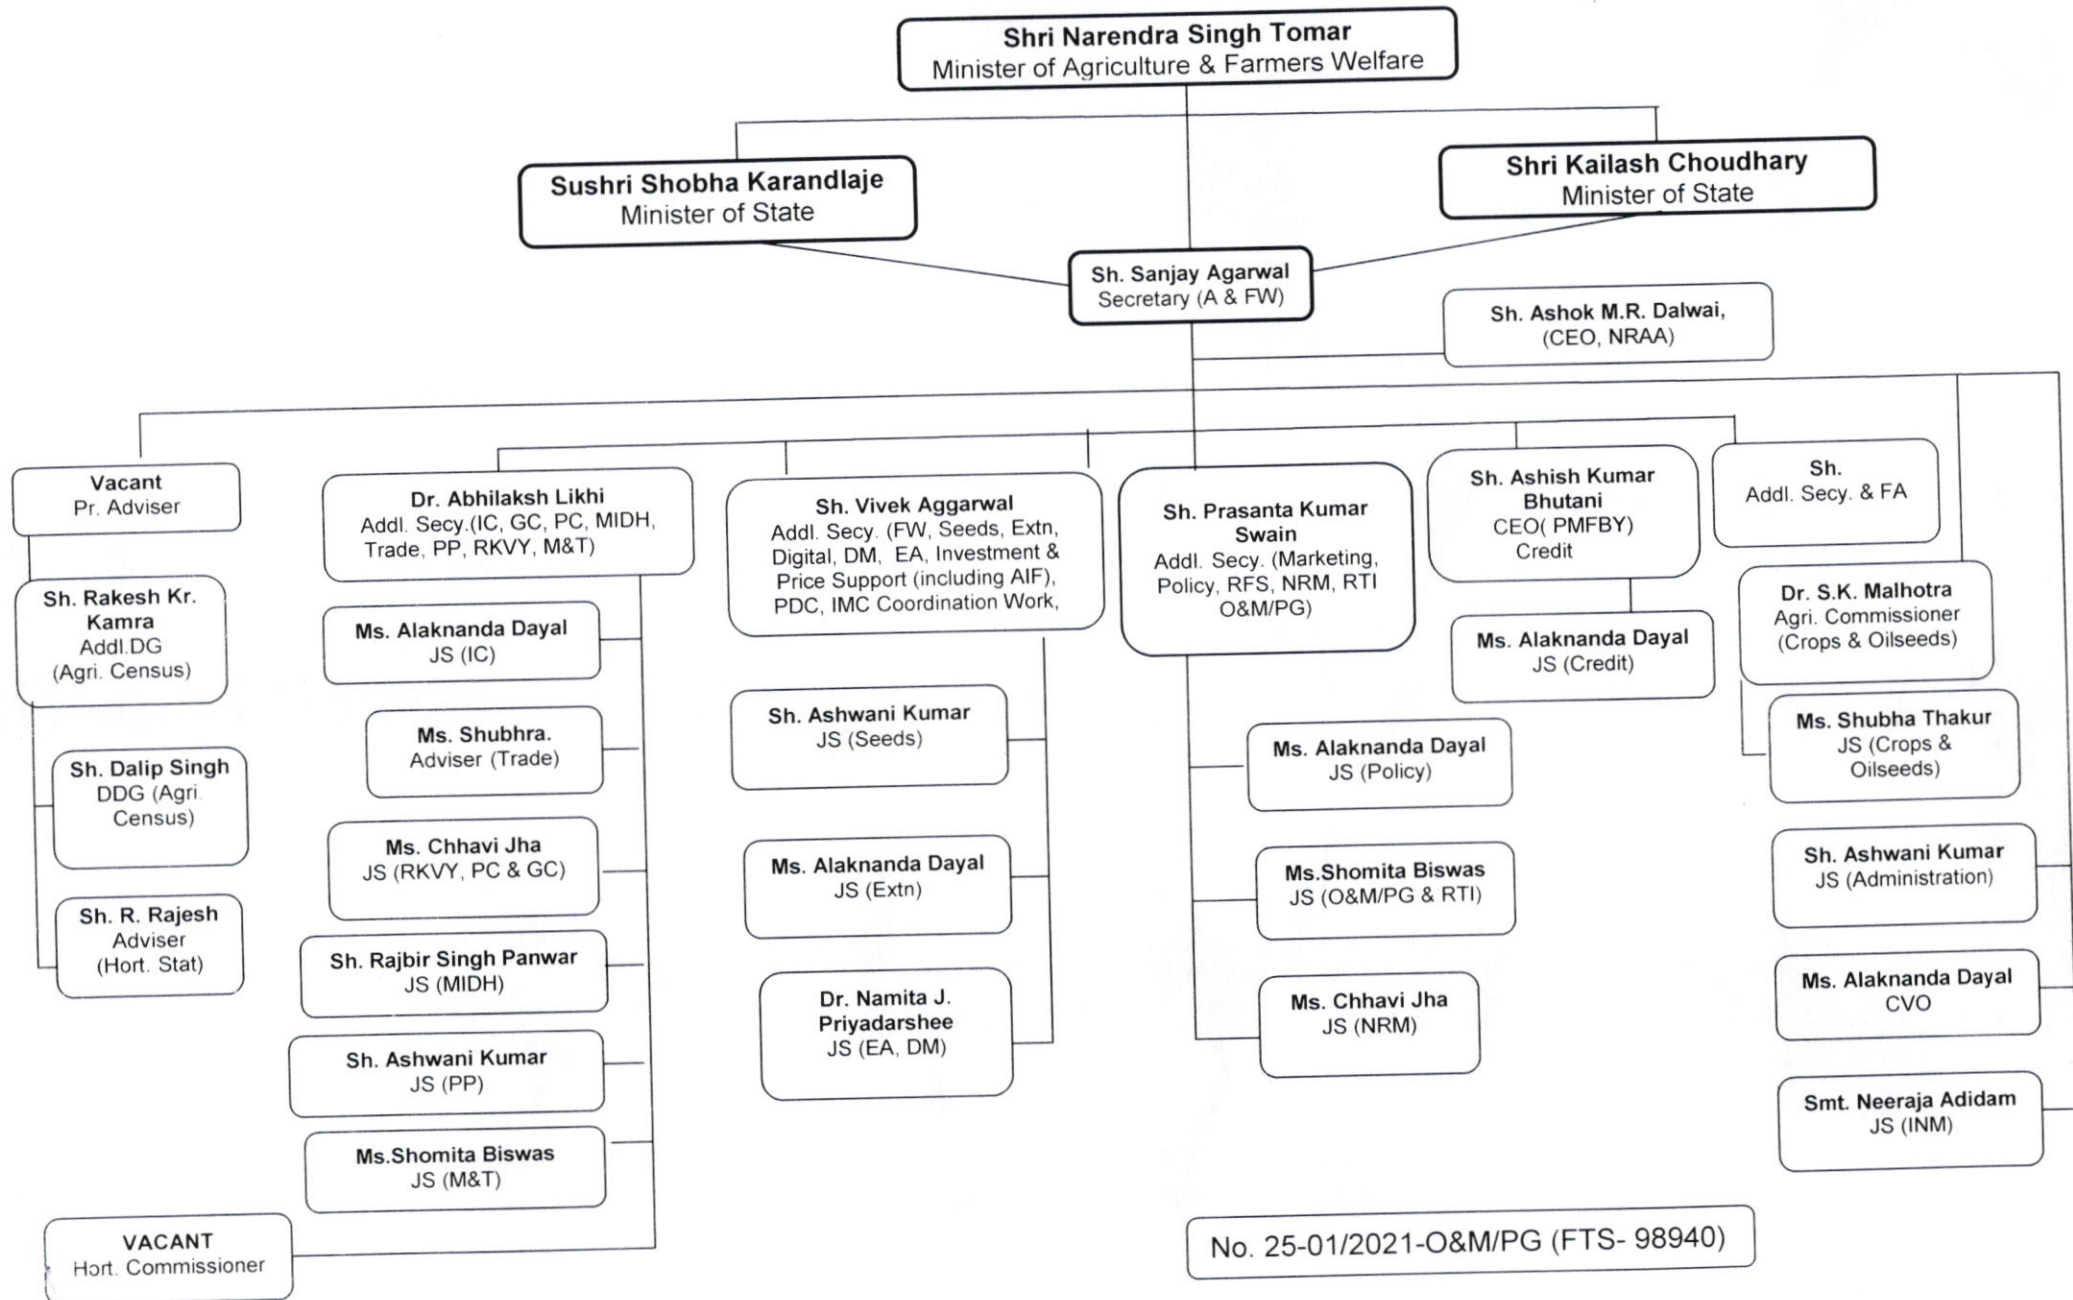 Shri Narendra Singh Tomar
Minister of Agriculture & Farmers Welfare
Sushri Shobha Karandlaje
Minister of State
Shri Kailash Choudhary
Minister of State
Sh. Sanjay Agarwal
Secretary (A & FW)
Sh. Ashok M.R. Dalwai,
(CEO, NRAA)
Vacant
Pr. Adviser
Sh. Rakesh Kr.
Kamra
Addl.DG
(Agri. Census)
Sh. Dalip Singh
DDG (Agri.
Census)
Sh. R. Rajesh
Adviser
(Hort. Stat)
Dr. Abhilaksh Likhi
Addl. Secy.(IC, GC, PC, MIDH,
Trade, PP, RKVY, M&T)
Ms. Alaknanda Dayal
JS (IC)
Ms. Shubhra.
Adviser (Trade)
Ms. Chhavi Jha
JS (RKVY, PC & GC)
Sh. Rajbir Singh Panwar
JS (MIDH)
Sh. Ashwani Kumar
JS (PP)
Ms.Shomita Biswas
JS (M&T)
VACANT
Hort. Commissioner
Sh. Vivek Aggarwal
Addl. Secy. (FW, Seeds, Extn,
Digital, DM, EA, Investment &
Price Support (including AIF),
PDC, IMC Coordination Work,
Sh. Ashwani Kumar
JS (Seeds)
Ms. Alaknanda Dayal
JS (Extn)
Dr. Namita J.
Priyadarshee
JS (EA, DM)
Sh. Prasanta Kumar
Swain
Addl. Secy. (Marketing,
Policy, RFS, NRM, RTI
O&M/PG)
Ms. Alaknanda Dayal
JS (Policy)
Ms.Shomita Biswas
JS (O&M/PG & RTI)
Ms. Chhavi Jha
JS (NRM)
Sh. Ashish Kumar
Bhutani
CEO( PMFBY)
Credit
Ms. Alaknanda Dayal
JS (Credit)
Sh.
Addl. Secy. & FA
Dr. S.K. Malhotra
Agri. Commissioner
(Crops & Oilseeds)
Ms. Shubha Thakur
JS (Crops &
Oilseeds)
Sh. Ashwani Kumar
JS (Administration)
Ms. Alaknanda Dayal
CVO
Smt. Neeraja Adidam
JS (INM)
No. 25-01/2021-O&M/PG (FTS- 98940)